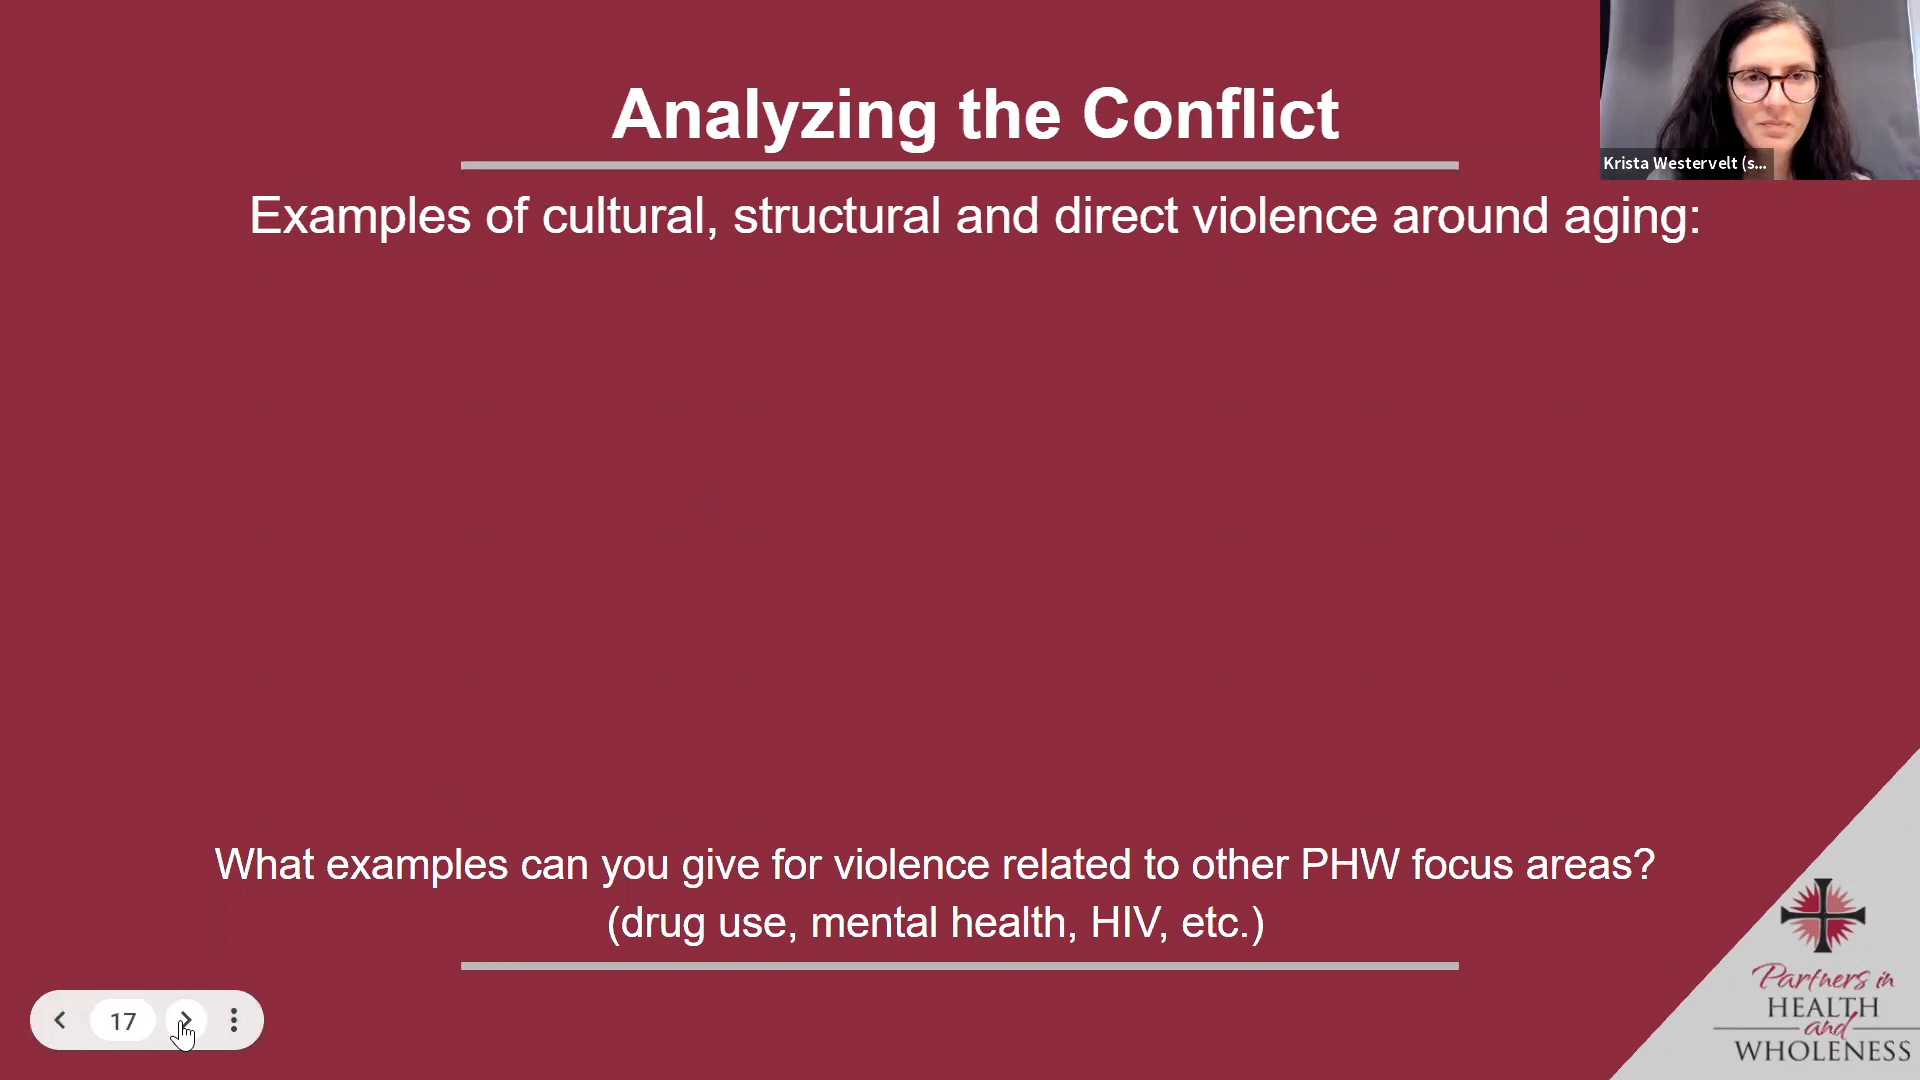 Analyzing the Conflict
Krista Westervelt (s...
Examples of cultural, structural and direct violence around aging:
What examples can you give for violence related to other PHW focus areas?
(drug use, mental health, HIV, etc.)
17
Partners in
HEALTH
and
WHOLENESS